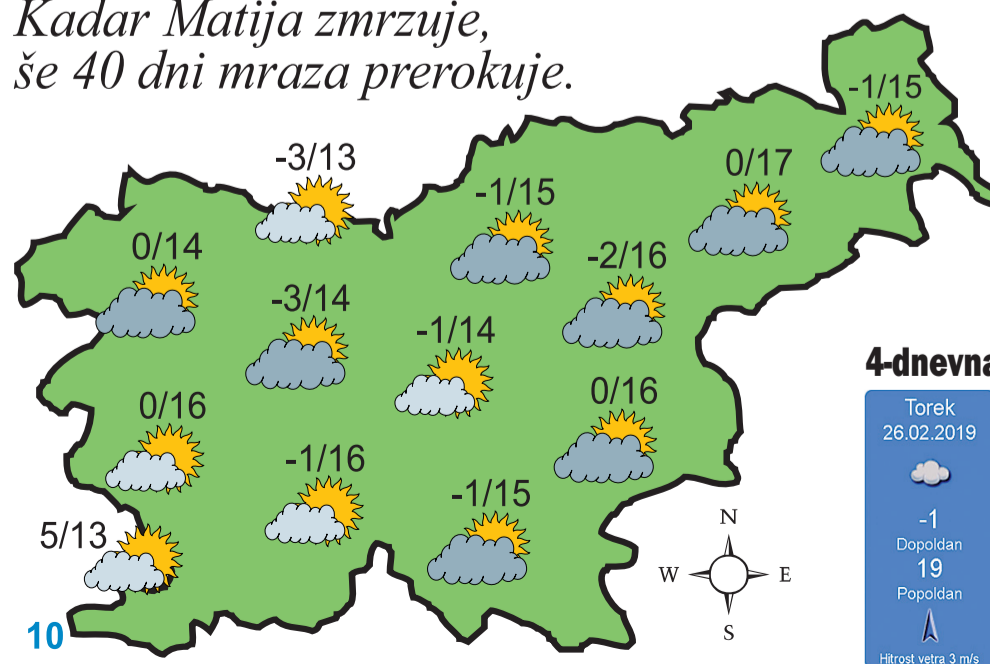 Kadar Matija zmrzuje,
še 40 dni mraza prerokuje.
-1/15
-3/13
0/17
-1/15
0/14
-2/16
-3/14
-1/14
0/16
0/16
-1/16
-1/15
5/13
10
N
W
E
S
4-dnevna
Torek
26.02.2019
-1
Dopoldan
19
Popoldan
Hitrost vetra 3 m/s